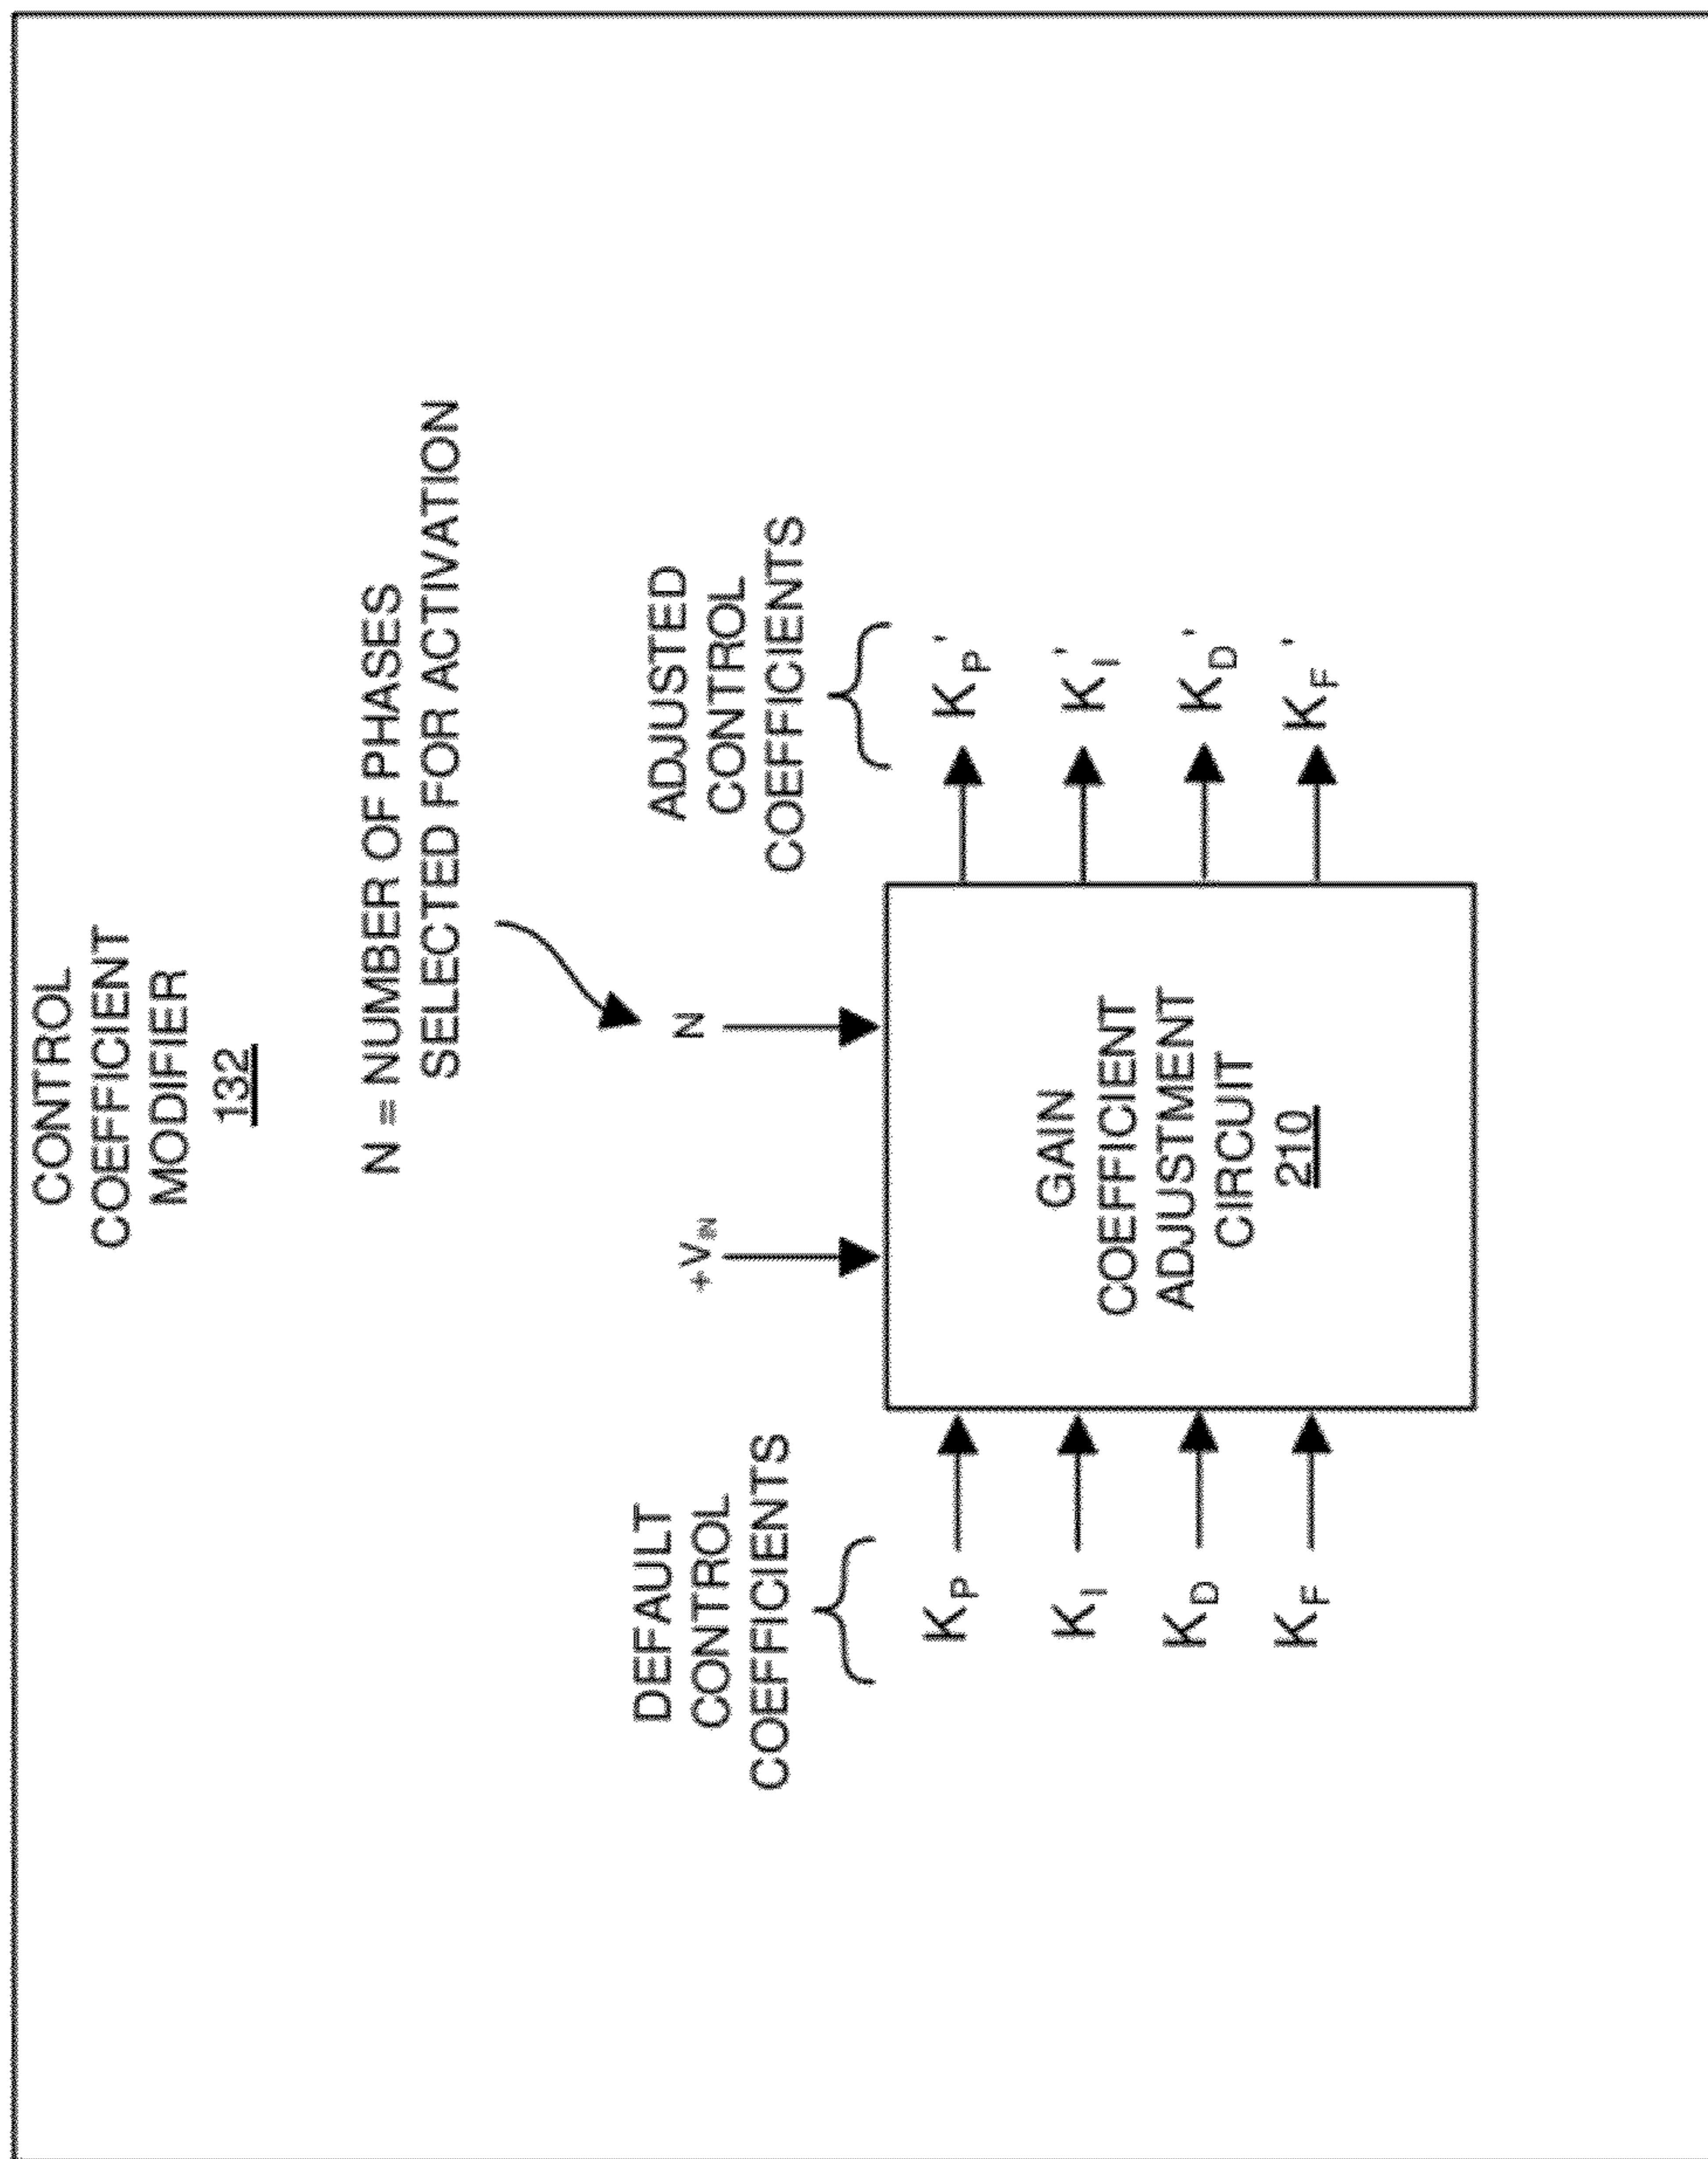 CONTROL
COEFFICIENT
MODIFIER
132
N = NUMBER OF PHASES
SELECTED FOR ACTIVATION
+VIN
N
DEFAULT
CONTROL
COEFFICIENTS
KP
KI
KD
KF
GAIN
COEFFICIENT
ADJUSTMENT
CIRCUIT
210
ADJUSTED
CONTROL
COEFFICIENTS
KP'
KI'
KD'
KF'